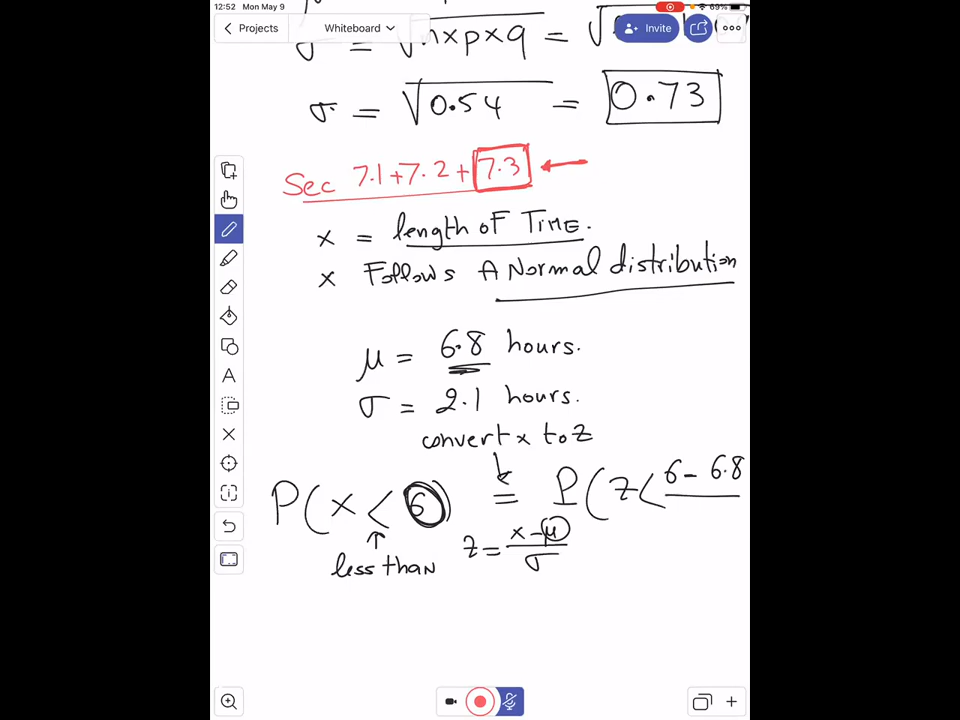 12:52 Mon May 9
69%
Projects
Whiteboard
Invite
σ = √n×p×q = √
σ = √0.54 = 0.73
Sec 7.1+7.2+7.3
x = length of TIME.
x Follows A Normal distribution
μ = 6.8 hours.
σ = 2.1 hours.
convert x to z
P(x < 6) = P(z < 6 - 6.8
less than
z = x-μ
σ
A